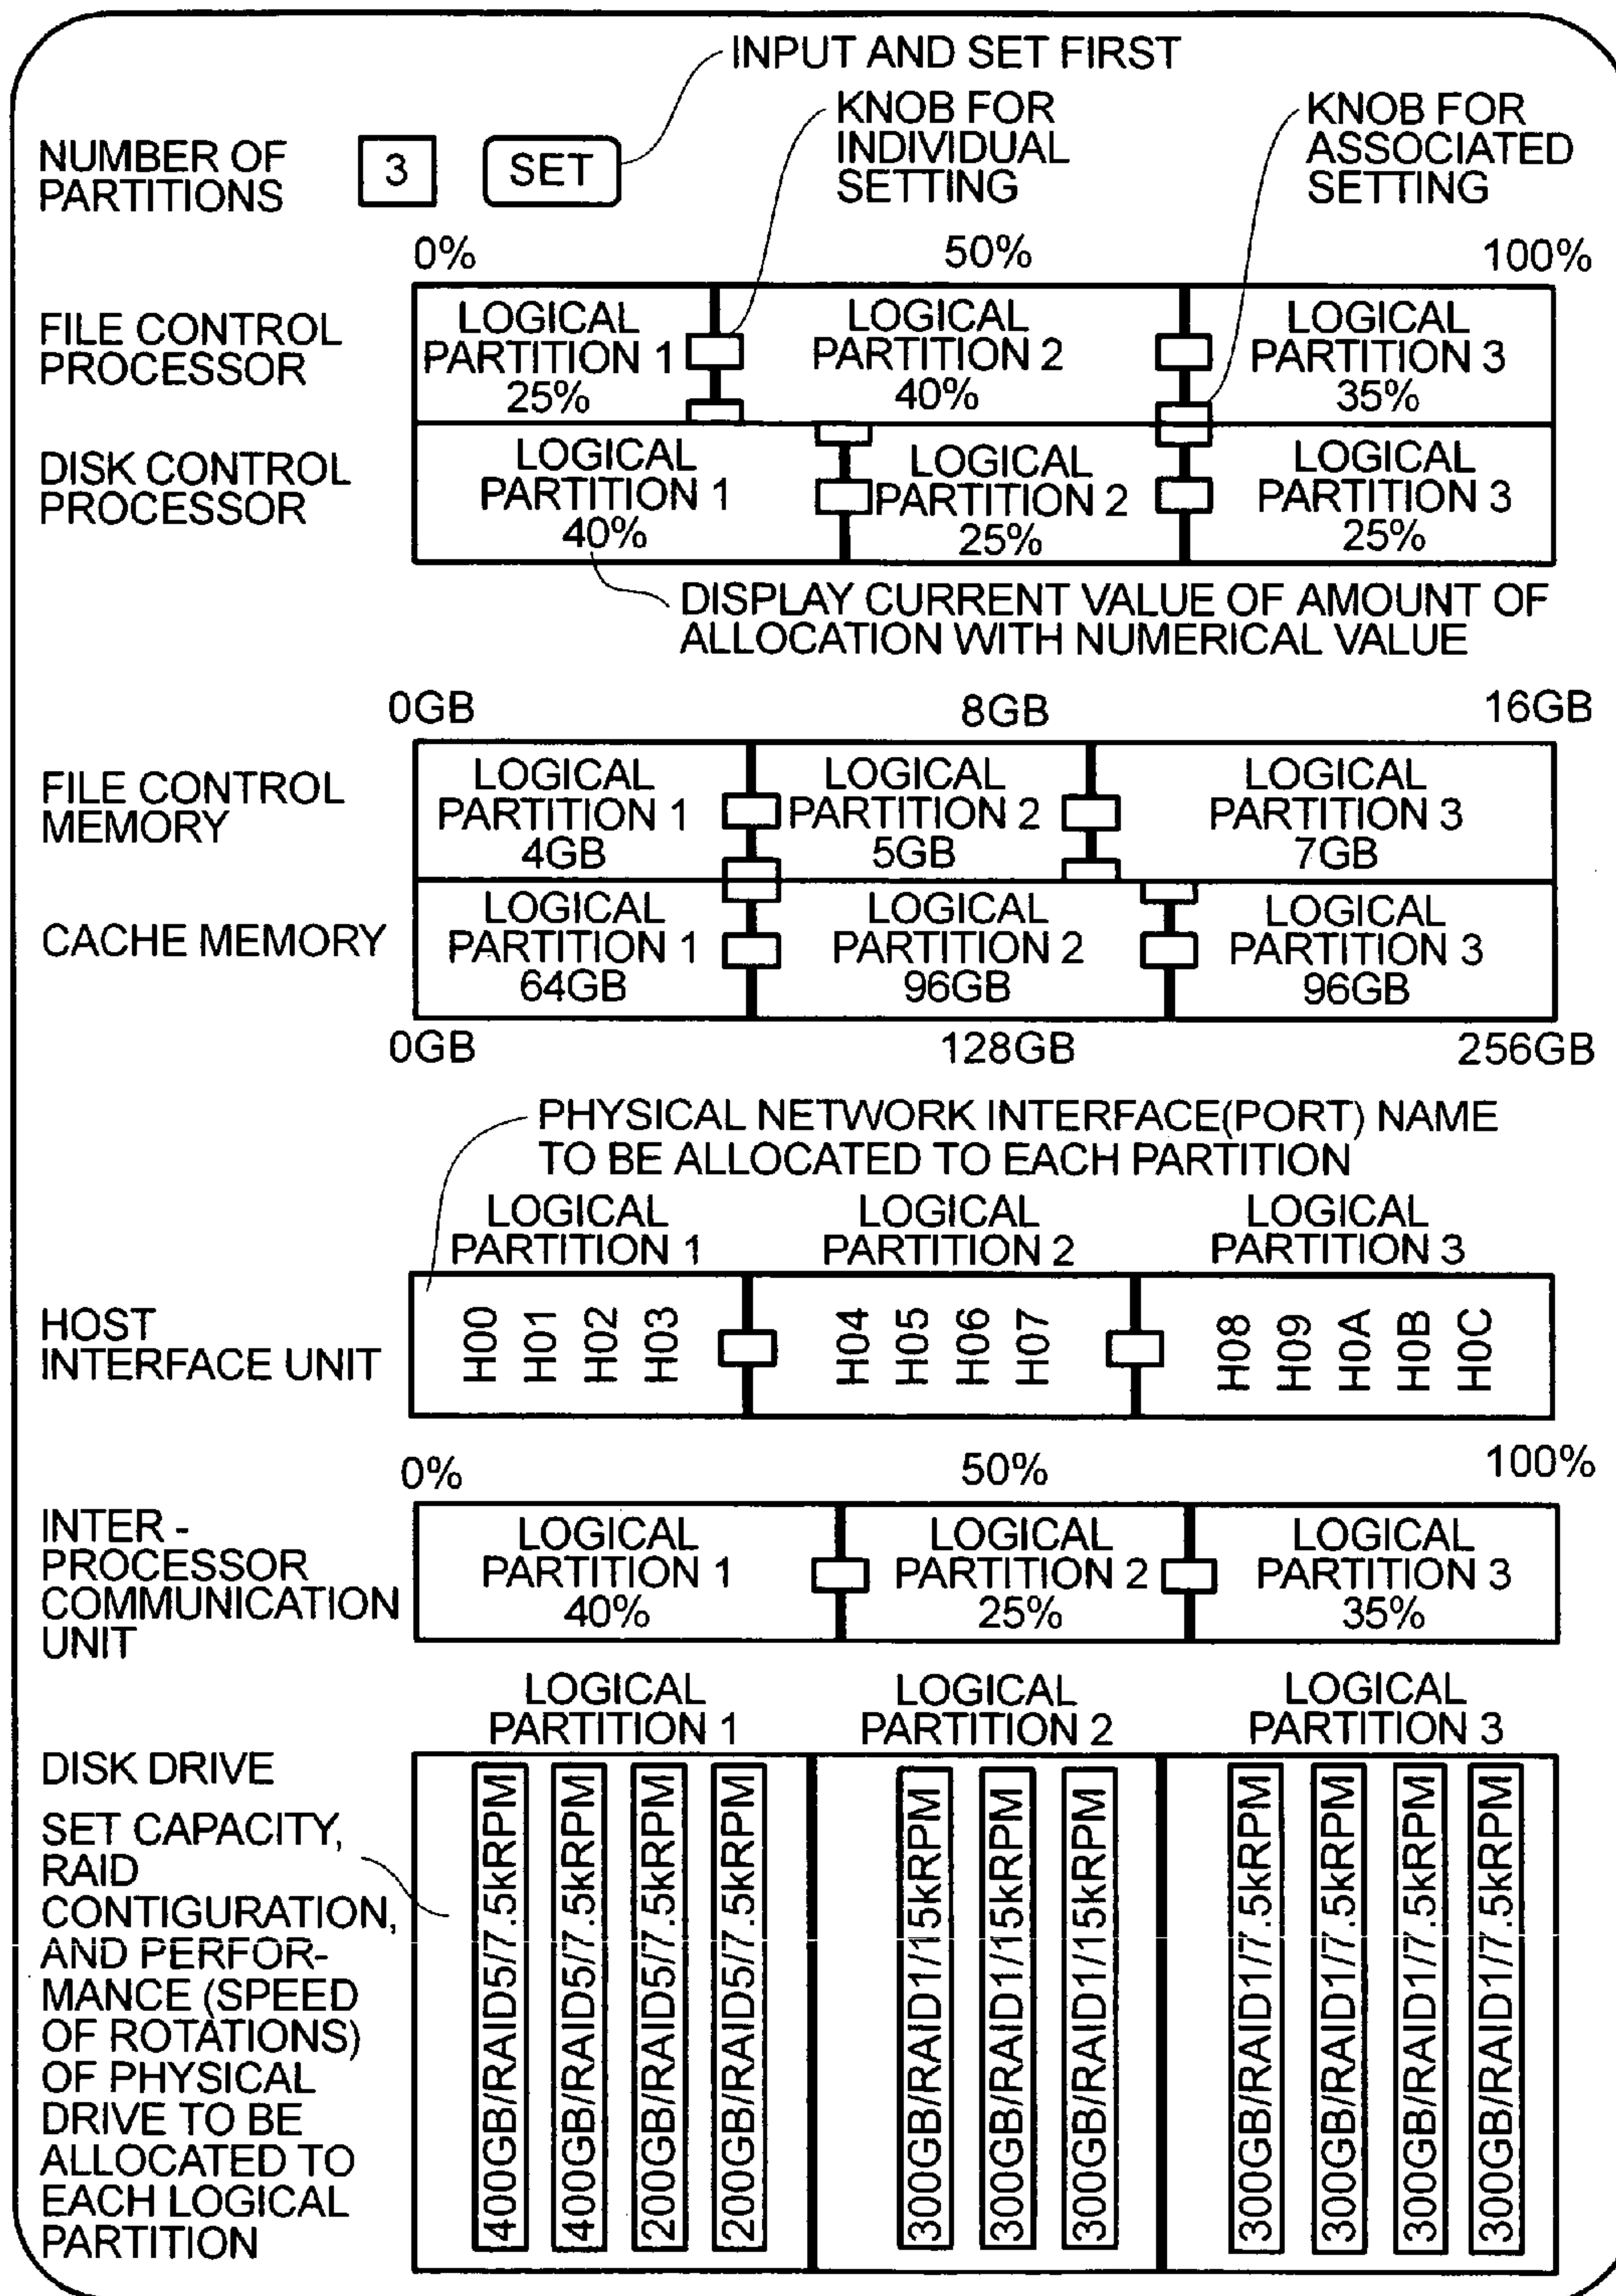 INPUT AND SET FIRST
KNOB FOR
INDIVIDUAL
SETTING
KNOB FOR
ASSOCIATED
SETTING
NUMBER OF
PARTITIONS
3
SET
0% 50% 100%
FILE CONTROL
PROCESSOR
LOGICAL
PARTITION 1
25%
LOGICAL
PARTITION 2
40%
LOGICAL
PARTITION 3
35%
DISK CONTROL
PROCESSOR
LOGICAL
PARTITION 1
40%
LOGICAL
PARTITION 2
25%
LOGICAL
PARTITION 3
25%
DISPLAY CURRENT VALUE OF AMOUNT OF
ALLOCATION WITH NUMERICAL VALUE
0GB 8GB 16GB
FILE CONTROL
MEMORY
LOGICAL
PARTITION 1
4GB
LOGICAL
PARTITION 2
5GB
LOGICAL
PARTITION 3
7GB
CACHE MEMORY
LOGICAL
PARTITION 1
64GB
LOGICAL
PARTITION 2
96GB
LOGICAL
PARTITION 3
96GB
0GB 128GB 256GB
PHYSICAL NETWORK INTERFACE(PORT) NAME
TO BE ALLOCATED TO EACH PARTITION
LOGICAL
PARTITION 1
LOGICAL
PARTITION 2
LOGICAL
PARTITION 3
HOST
INTERFACE UNIT
H00
H01
H02
H03
H04
H05
H06
H07
H08
H09
H0A
H0B
H0C
0% 50% 100%
INTER -
PROCESSOR
COMMUNICATION
UNIT
LOGICAL
PARTITION 1
40%
LOGICAL
PARTITION 2
25%
LOGICAL
PARTITION 3
35%
LOGICAL
PARTITION 1
LOGICAL
PARTITION 2
LOGICAL
PARTITION 3
DISK DRIVE
SET CAPACITY,
RAID
CONTIGURATION,
AND PERFOR-
MANCE (SPEED
OF ROTATIONS)
OF PHYSICAL
DRIVE TO BE
ALLOCATED TO
EACH LOGICAL
PARTITION
400GB/RAID5/7.5kRPM
400GB/RAID5/7.5kRPM
200GB/RAID5/7.5kRPM
200GB/RAID5/7.5kRPM
300GB/RAID1/15kRPM
300GB/RAID1/15kRPM
300GB/RAID1/15kRPM
300GB/RAID1/7.5kRPM
300GB/RAID1/7.5kRPM
300GB/RAID1/7.5kRPM
300GB/RAID1/7.5kRPM